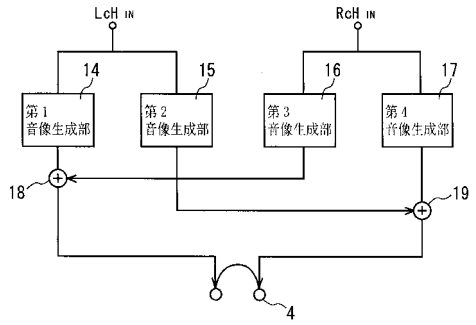 LCH IN
RCH IN
14
15
16
17
第1
音像生成部
第2
音像生成部
第3
音像生成部
第4
音像生成部
18
19
4